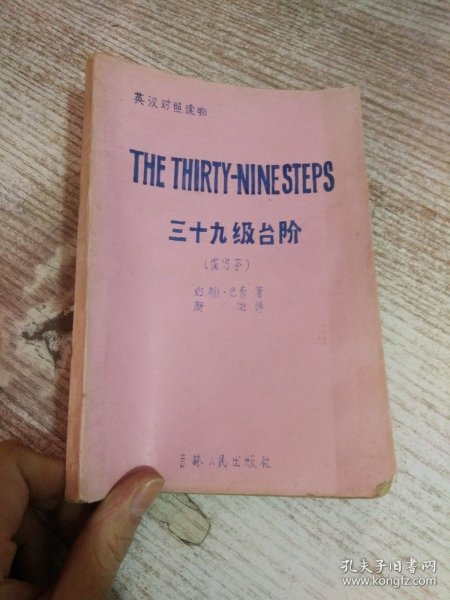 英汉对照读物
THE THIRTY-NINE STEPS
三十九级台阶
(简写本)
约翰·巴肯 著
译
吉林人民出版社
孔夫子旧书网
www.kongfz.com